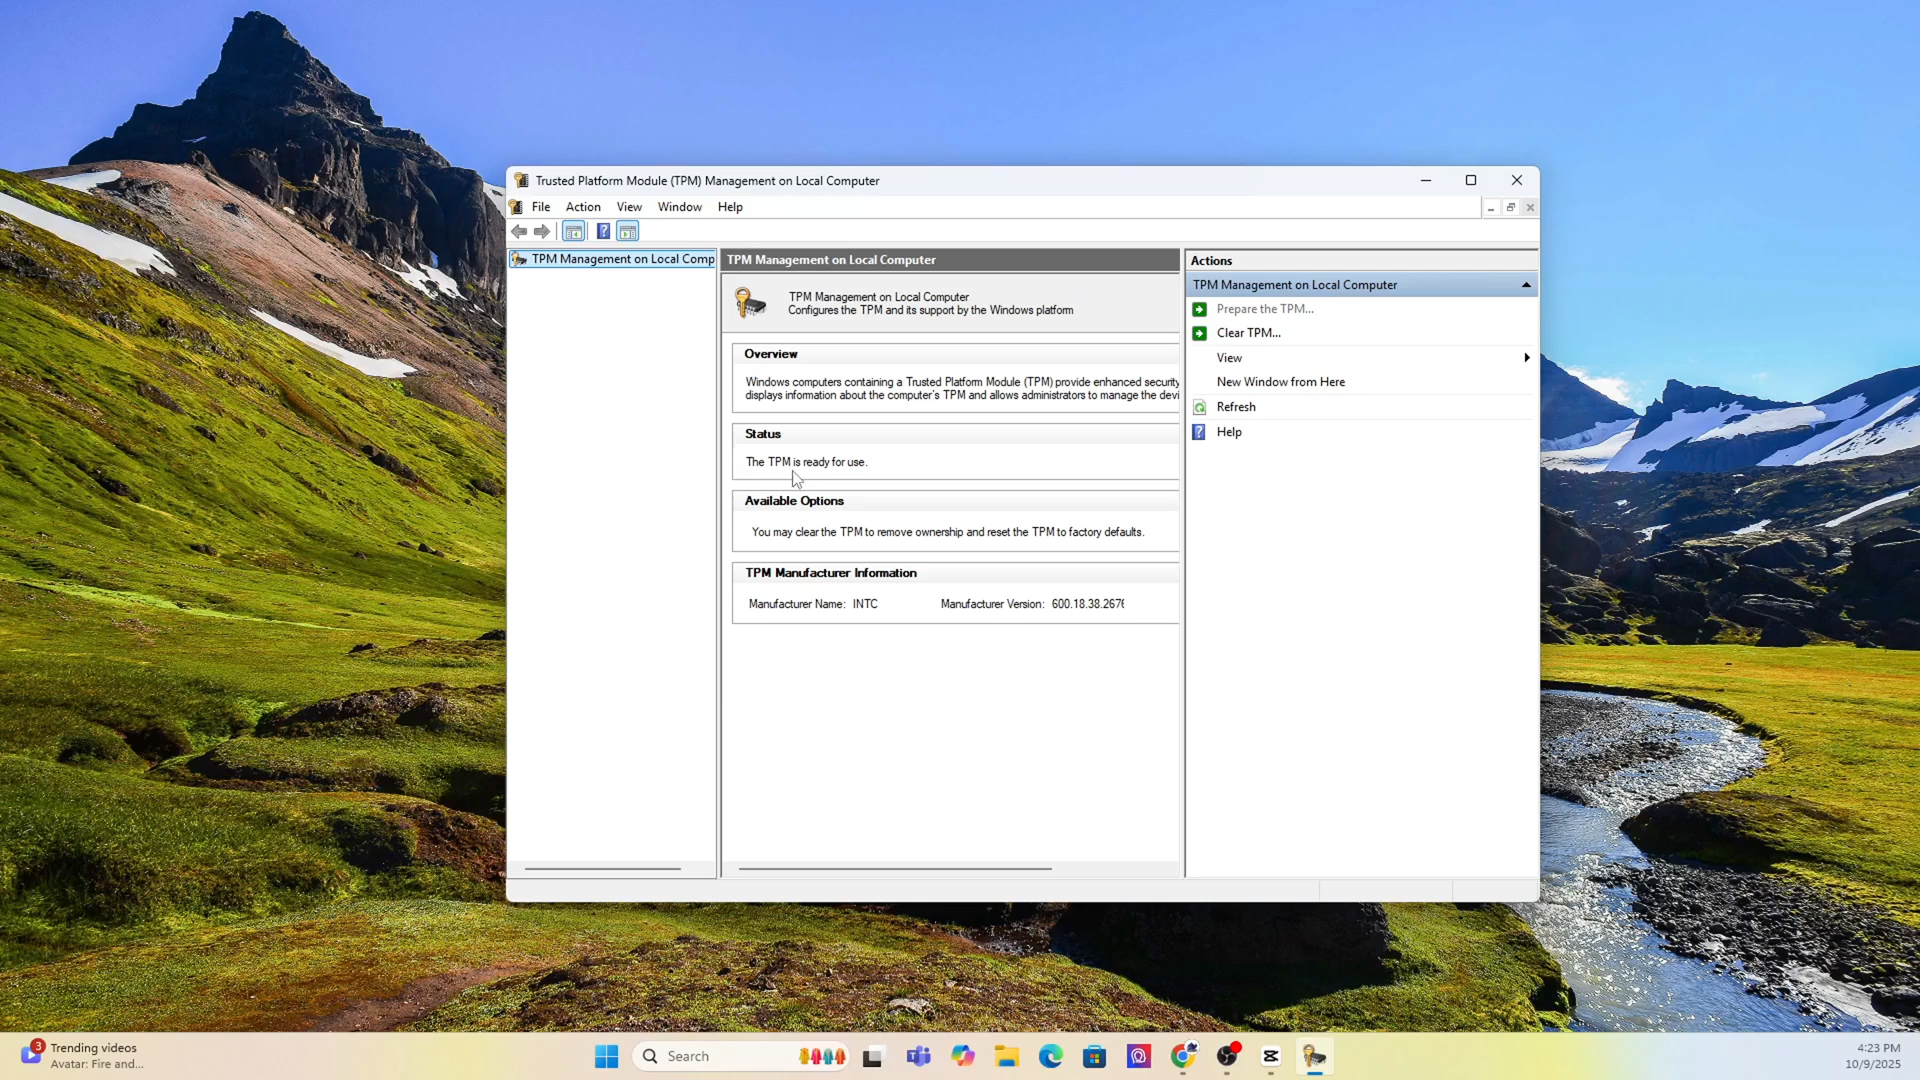 Trusted Platform Module (TPM) Management on Local Computer
File Action View Window Help
TPM Management on Local Comp
TPM Management on Local Computer
TPM Management on Local Computer
Configures the TPM and its support by the Windows platform
Overview
Windows computers containing a Trusted Platform Module (TPM) provide enhanced security
displays information about the computer's TPM and allows administrators to manage the devi
Status
The TPM is ready for use.
Available Options
You may clear the TPM to remove ownership and reset the TPM to factory defaults.
TPM Manufacturer Information
Manufacturer Name: INTC Manufacturer Version: 600.18.38.2676
Actions
TPM Management on Local Computer
Prepare the TPM...
Clear TPM...
View
New Window from Here
Refresh
Help
3
Trending videos
Avatar: Fire and...
Search
4:23 PM
10/9/2025